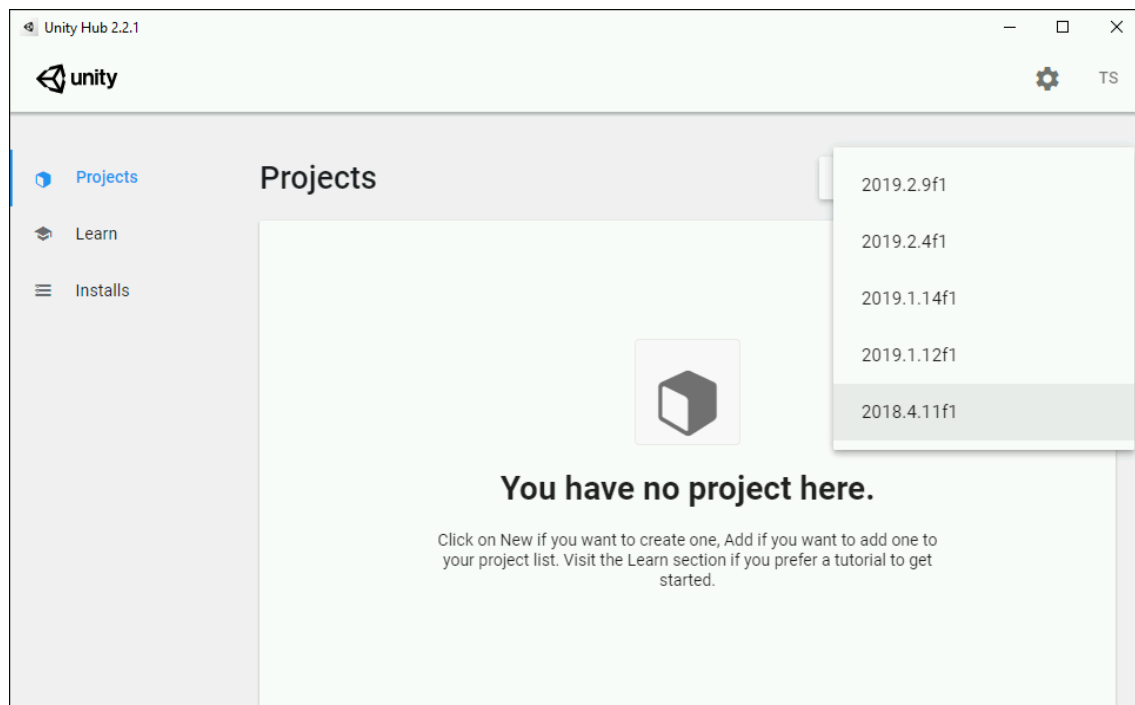 Unity Hub 2.2.1
unity
TS
Projects
Learn
Installs
Projects
2019.2.9f1
2019.2.4f1
2019.1.14f1
2019.1.12f1
2018.4.11f1
You have no project here.
Click on New if you want to create one, Add if you want to add one to
your project list. Visit the Learn section if you prefer a tutorial to get
started.